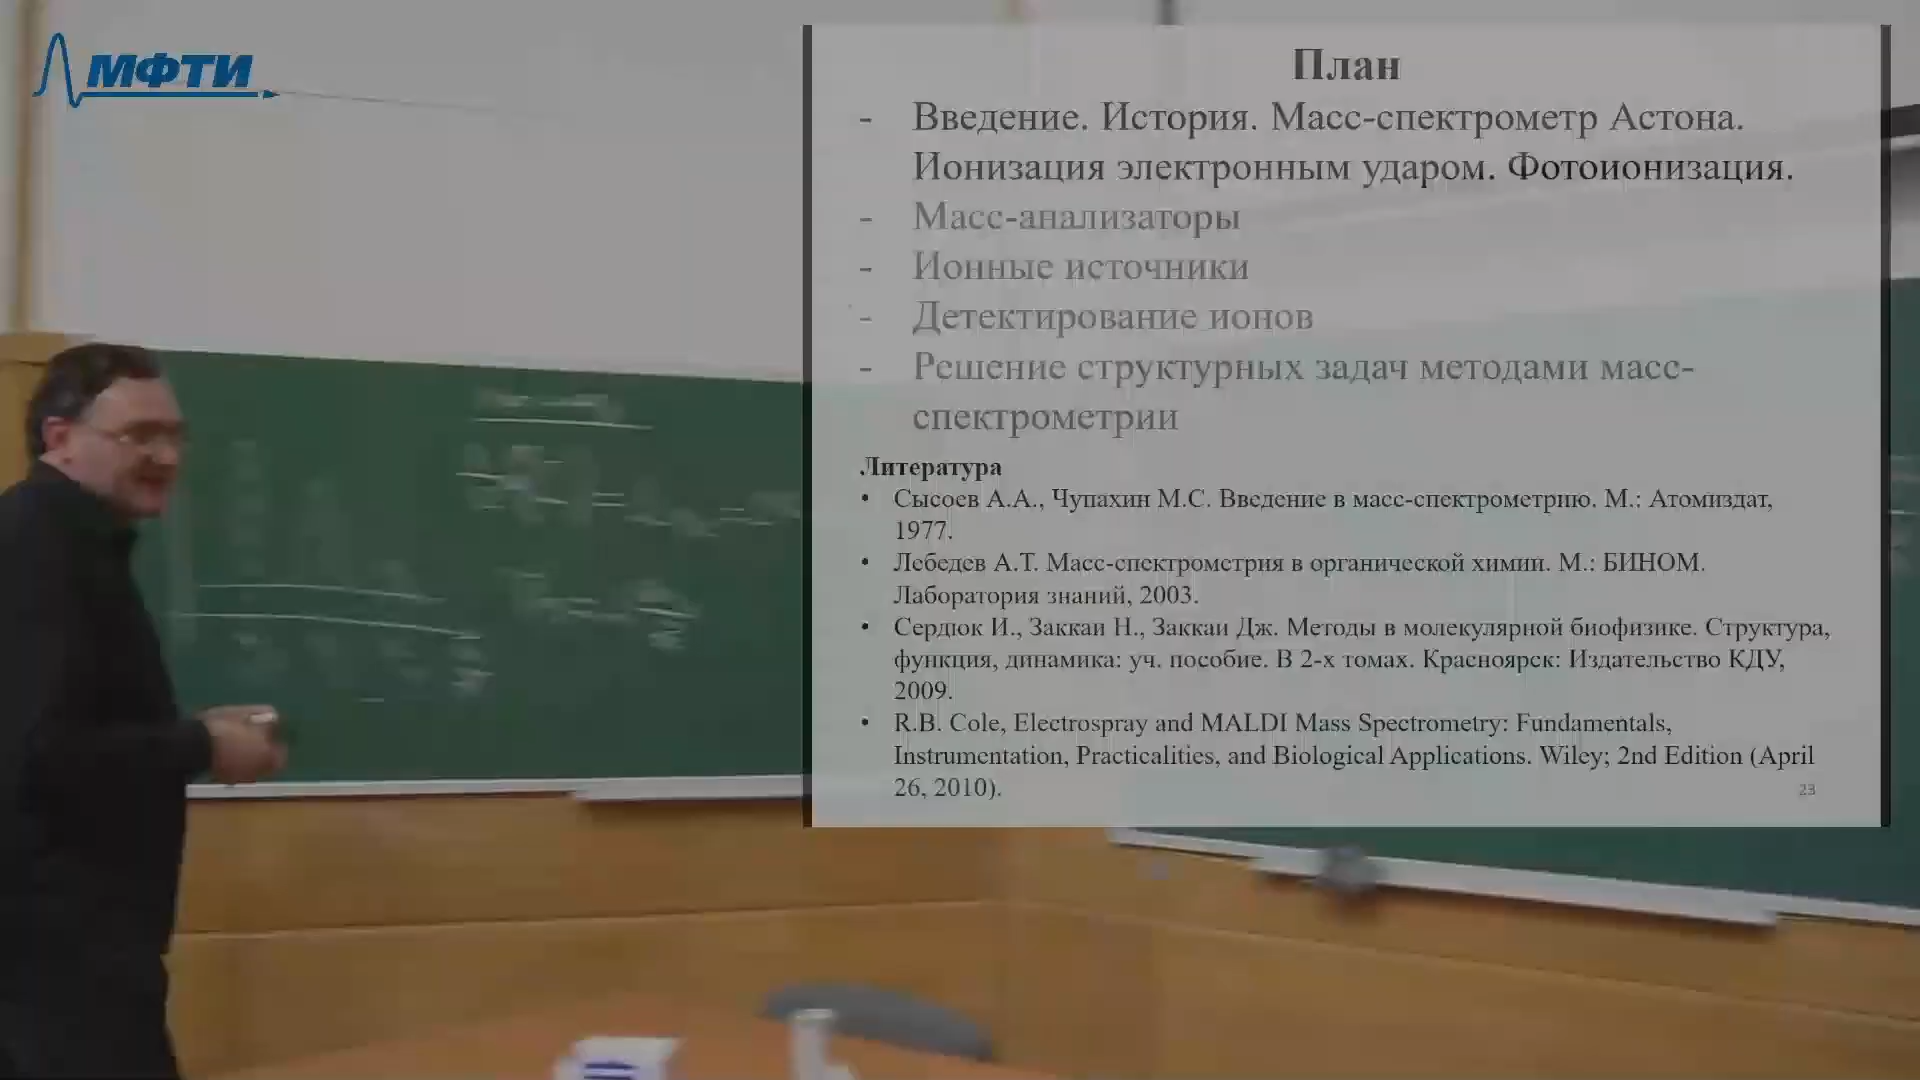 МФТИ
План
- Введение. История. Масс-спектрометр Астона.
Ионизация электронным ударом. Фотоионизация.
- Масс-анализаторы
- Ионные источники
- Детектирование ионов
- Решение структурных задач методами масс-
спектрометрии
Литература
• Сысоев А.А., Чупахин М.С. Введение в масс-спектрометрию. М.: Атомиздат,
1977.
• Лебедев А.Т. Масс-спектрометрия в органической химии. М.: БИНОМ.
Лаборатория знаний, 2003.
• Сердюк И., Заккаи Н., Заккаи Дж. Методы в молекулярной биофизике. Структура,
функция, динамика: уч. пособие. В 2-х томах. Красноярск: Издательство КДУ,
2009.
• R.B. Cole, Electrospray and MALDI Mass Spectrometry: Fundamentals,
Instrumentation, Practicalities, and Biological Applications. Wiley; 2nd Edition (April
26, 2010).
23